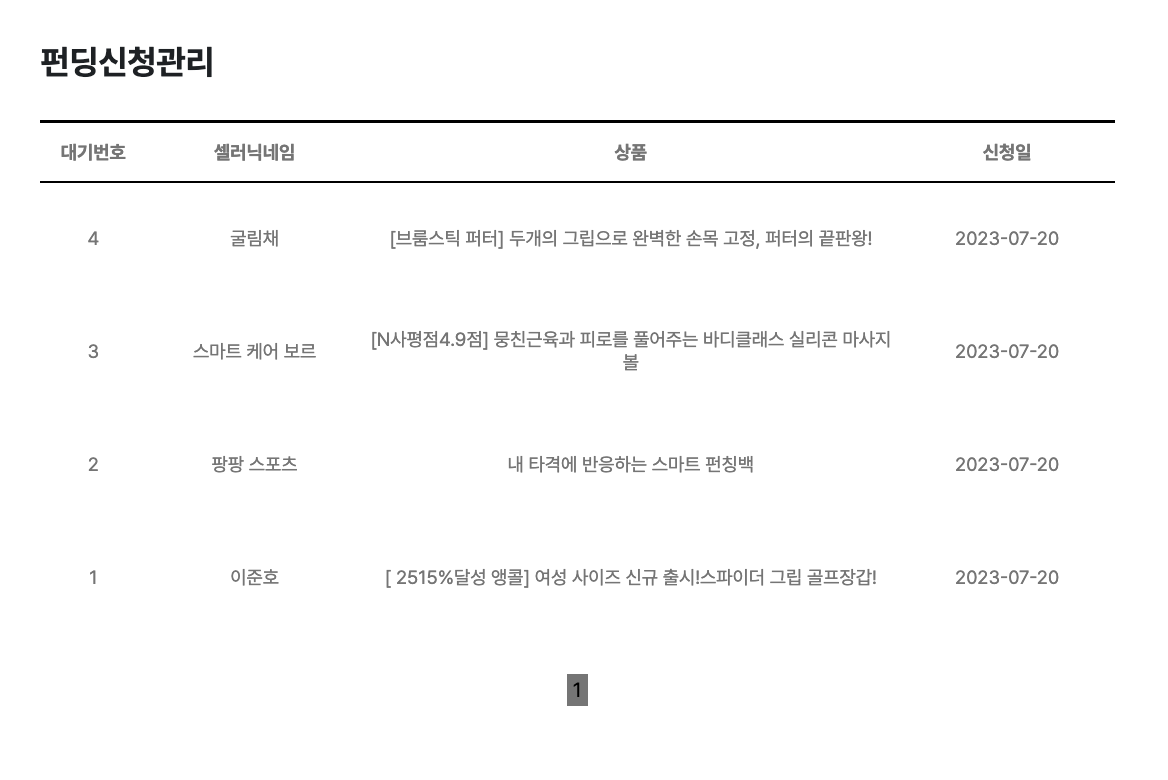 펀딩신청관리
대기번호 셀러닉네임 상품 신청일
4 굴림채 [브룸스틱 퍼터] 두개의 그립으로 완벽한 손목 고정, 퍼터의 끝판왕! 2023-07-20
3 스마트 케어 보르 [N사평점4.9점] 뭉친근육과 피로를 풀어주는 바디클래스 실리콘 마사지 2023-07-20
볼
2 팡팡 스포츠 내 타격에 반응하는 스마트 펀칭백 2023-07-20
1 이준호 [ 2515%달성 앵콜] 여성 사이즈 신규 출시!스파이더 그립 골프장갑! 2023-07-20
1